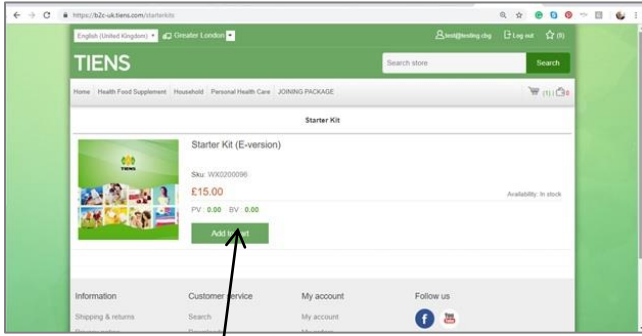 https://b2c-uk.tiens.com/starterkits
English (United Kingdom) Greater London Log out (0)
TIENS
Search store Search
Home Health Food Supplement Household Personal Health Care JOINING PACKAGE (1)
Starter Kit
Starter Kit (E-version)
TIENS
Sku: WX0200096
£15.00
Availability: In stock
PV : 0.00 BV : 0.00
Add to cart
Information Customer service My account Follow us
Shipping & returns Search My account